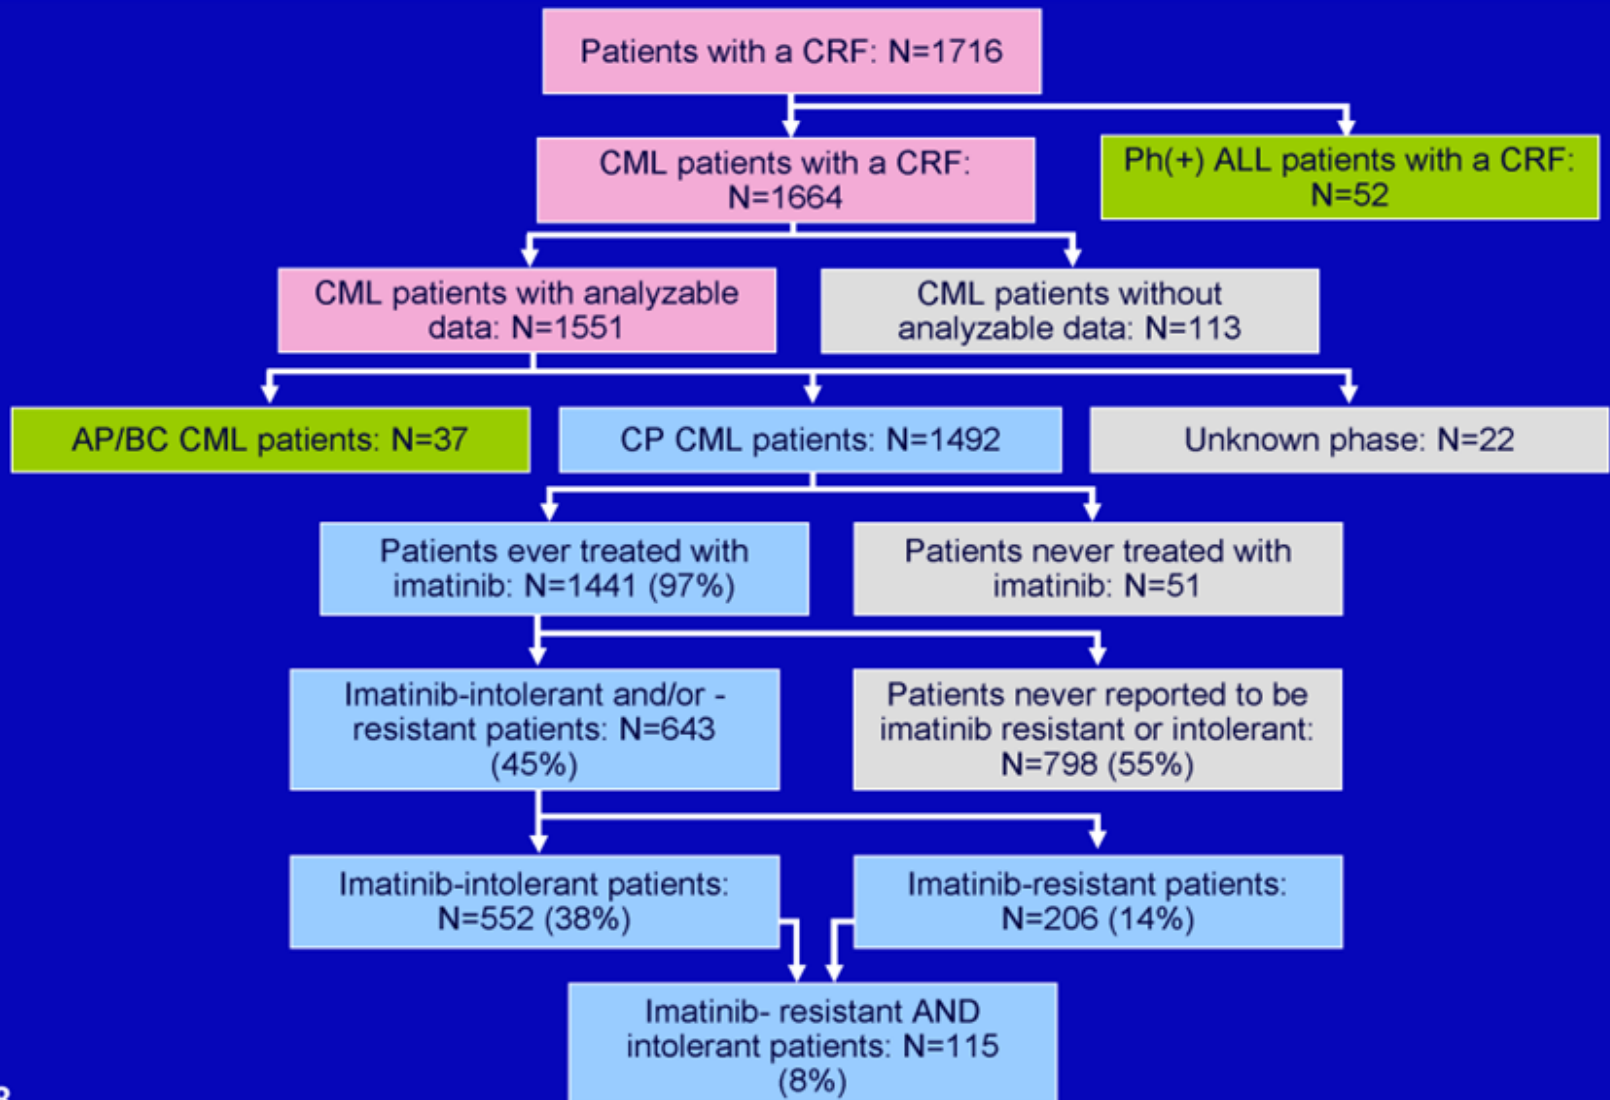 Patients with a CRF: N=1716
CML patients with a CRF:
N=1664
Ph(+) ALL patients with a CRF:
N=52
CML patients with analyzable
data: N=1551
CML patients without
analyzable data: N=113
AP/BC CML patients: N=37
CP CML patients: N=1492
Unknown phase: N=22
Patients ever treated with
imatinib: N=1441 (97%)
Patients never treated with
imatinib: N=51
Imatinib-intolerant and/or -
resistant patients: N=643
(45%)
Patients never reported to be
imatinib resistant or intolerant:
N=798 (55%)
Imatinib-intolerant patients:
N=552 (38%)
Imatinib-resistant patients:
N=206 (14%)
Imatinib- resistant AND
intolerant patients: N=115
(8%)